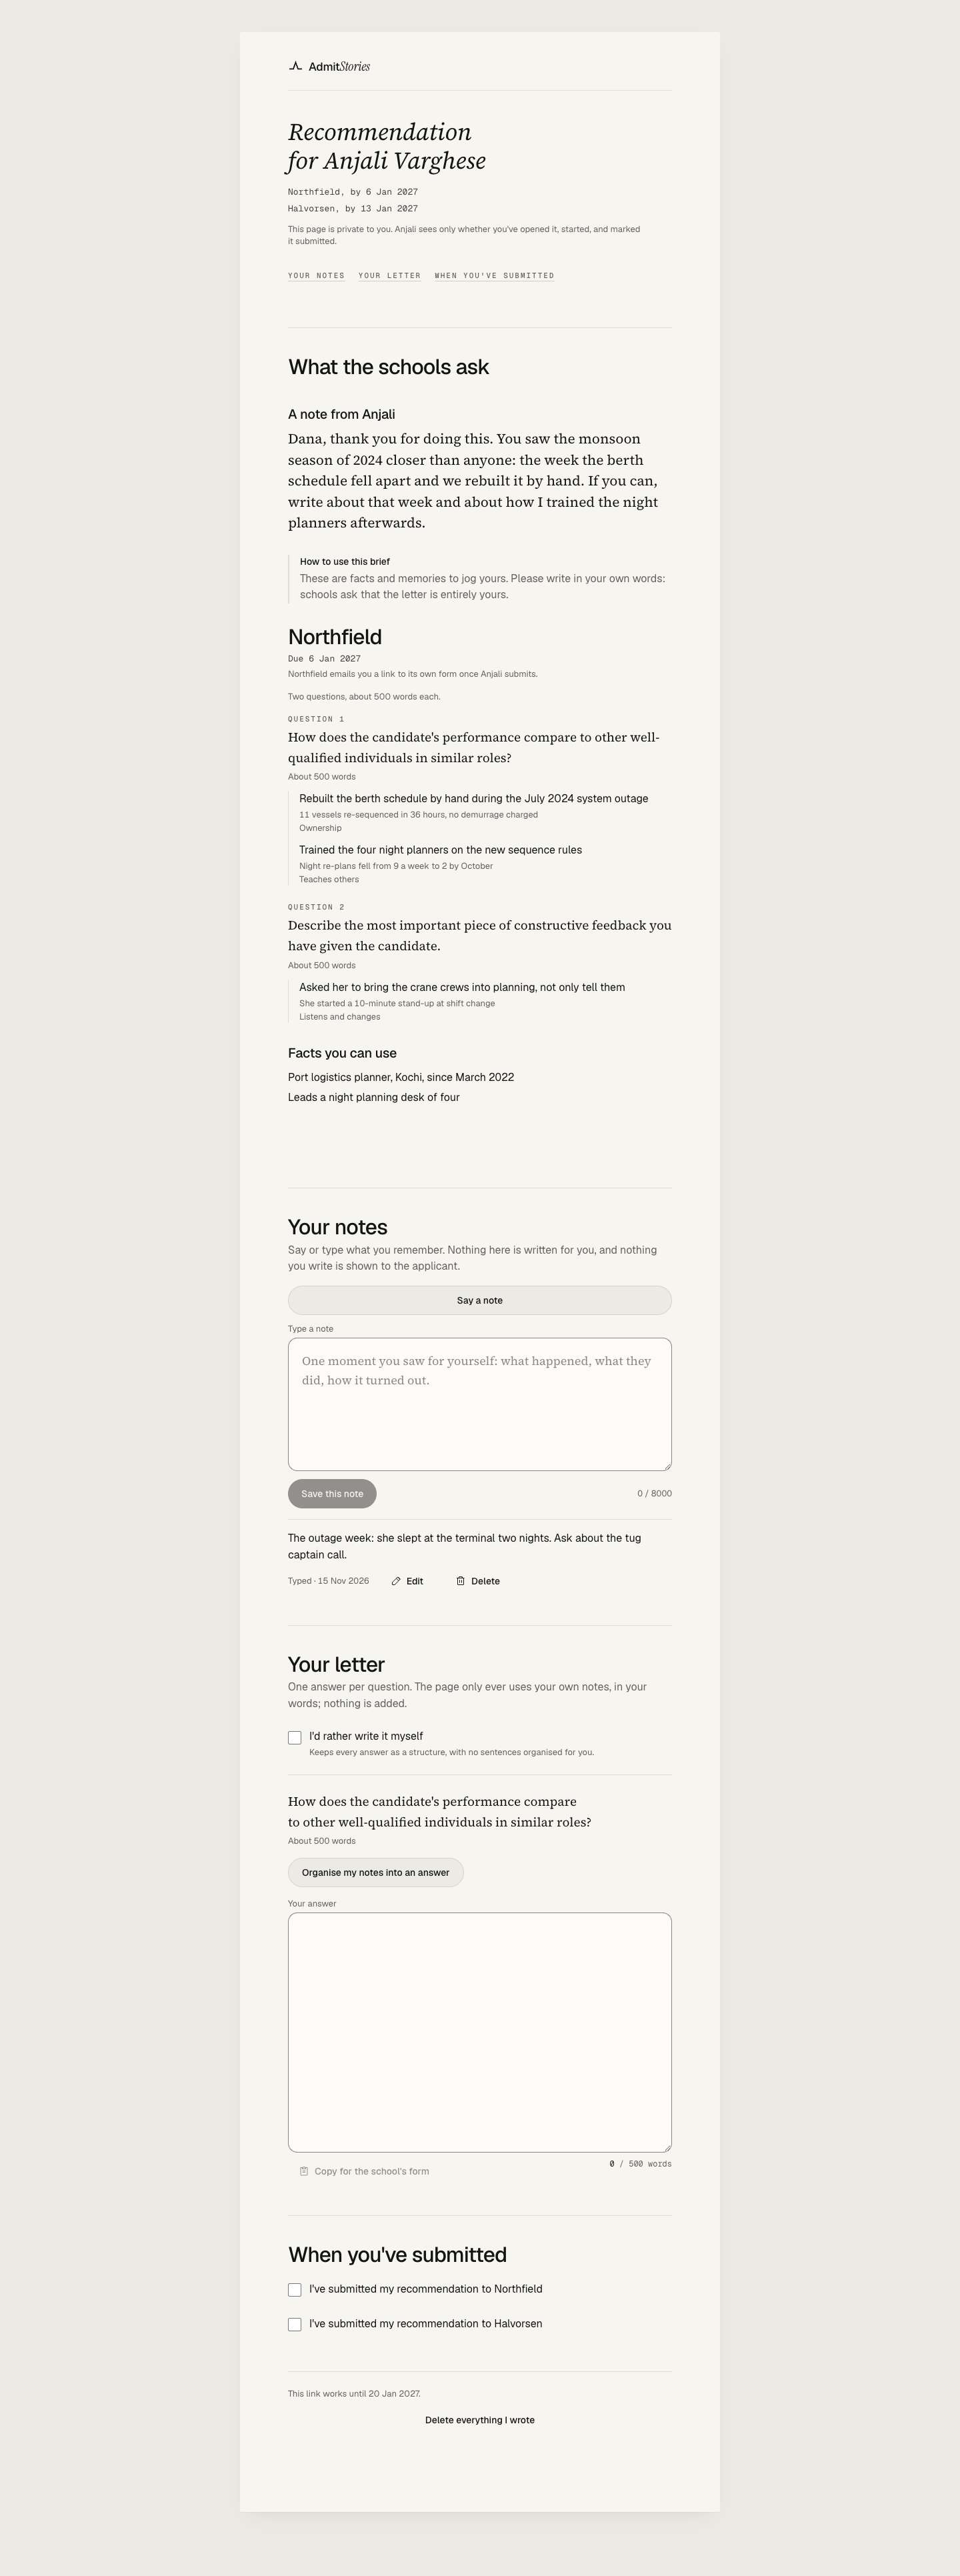 AdmitStories
Recommendation
for Anjali Varghese
Northfield, by 6 Jan 2027
Halvorsen, by 13 Jan 2027
This page is private to you. Anjali sees only whether you've opened it, started, and marked
it submitted.
YOUR NOTES YOUR LETTER WHEN YOU'VE SUBMITTED
What the schools ask
A note from Anjali
Dana, thank you for doing this. You saw the monsoon
season of 2024 closer than anyone: the week the berth
schedule fell apart and we rebuilt it by hand. If you can,
write about that week and about how I trained the night
planners afterwards.
How to use this brief
These are facts and memories to jog yours. Please write in your own words:
schools ask that the letter is entirely yours.
Northfield
Due 6 Jan 2027
Northfield emails you a link to its own form once Anjali submits.
Two questions, about 500 words each.
QUESTION 1
How does the candidate's performance compare to other well-
qualified individuals in similar roles?
About 500 words
Rebuilt the berth schedule by hand during the July 2024 system outage
11 vessels re-sequenced in 36 hours, no demurrage charged
Ownership
Trained the four night planners on the new sequence rules
Night re-plans fell from 9 a week to 2 by October
Teaches others
QUESTION 2
Describe the most important piece of constructive feedback you
have given the candidate.
About 500 words
Asked her to bring the crane crews into planning, not only tell them
She started a 10-minute stand-up at shift change
Listens and changes
Facts you can use
Port logistics planner, Kochi, since March 2022
Leads a night planning desk of four
Your notes
Say or type what you remember. Nothing here is written for you, and nothing
you write is shown to the applicant.
Say a note
Type a note
One moment you saw for yourself: what happened, what they
did, how it turned out.
Save this note 0 / 8000
The outage week: she slept at the terminal two nights. Ask about the tug
captain call.
Typed · 15 Nov 2026 Edit Delete
Your letter
One answer per question. The page only ever uses your own notes, in your
words; nothing is added.
I'd rather write it myself
Keeps every answer as a structure, with no sentences organised for you.
How does the candidate's performance compare
to other well-qualified individuals in similar roles?
About 500 words
Organise my notes into an answer
Your answer
0 / 500 words
Copy for the school's form
When you've submitted
I've submitted my recommendation to Northfield
I've submitted my recommendation to Halvorsen
This link works until 20 Jan 2027.
Delete everything I wrote